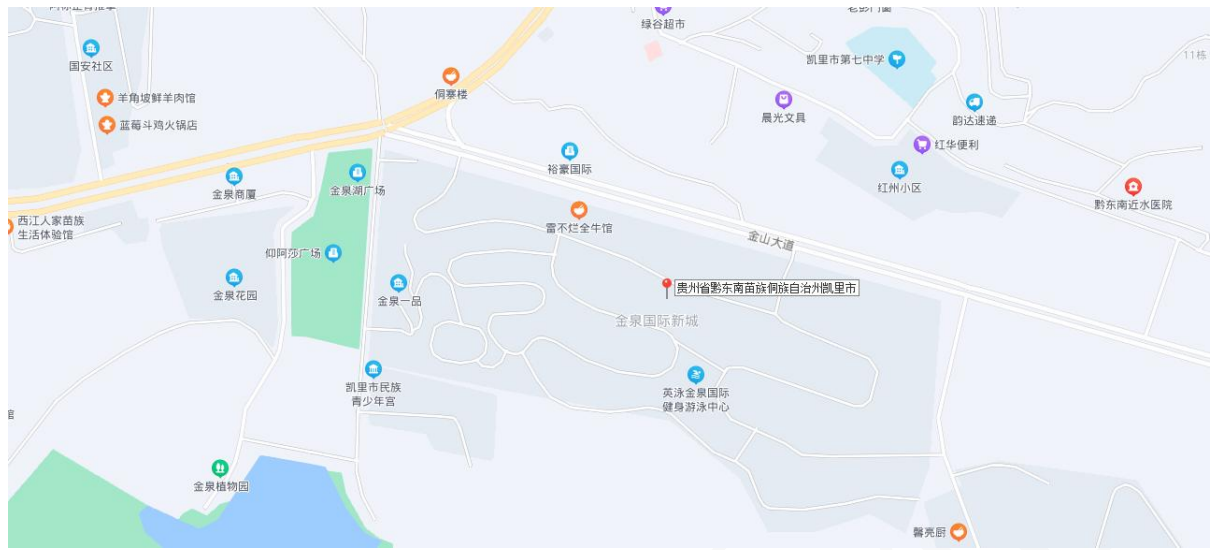 绿谷超市
国安社区
凯里市第七中学
11栋
侗寨楼
羊角坡鲜羊肉馆
晨光文具
韵达速递
蓝莓斗鸡火锅店
红华便利
裕豪国际
金泉商厦
金泉湖广场
红州小区
黔东南近水医院
西江人家苗族
生活体验馆
雷不烂全牛馆
金山大道
仰阿莎广场
金泉花园
金泉一品
贵州省黔东南苗族侗族自治州凯里市
金泉国际新城
凯里市民族
青少年宫
英泳金泉国际
健身游泳中心
馆
金泉植物园
馨亮厨